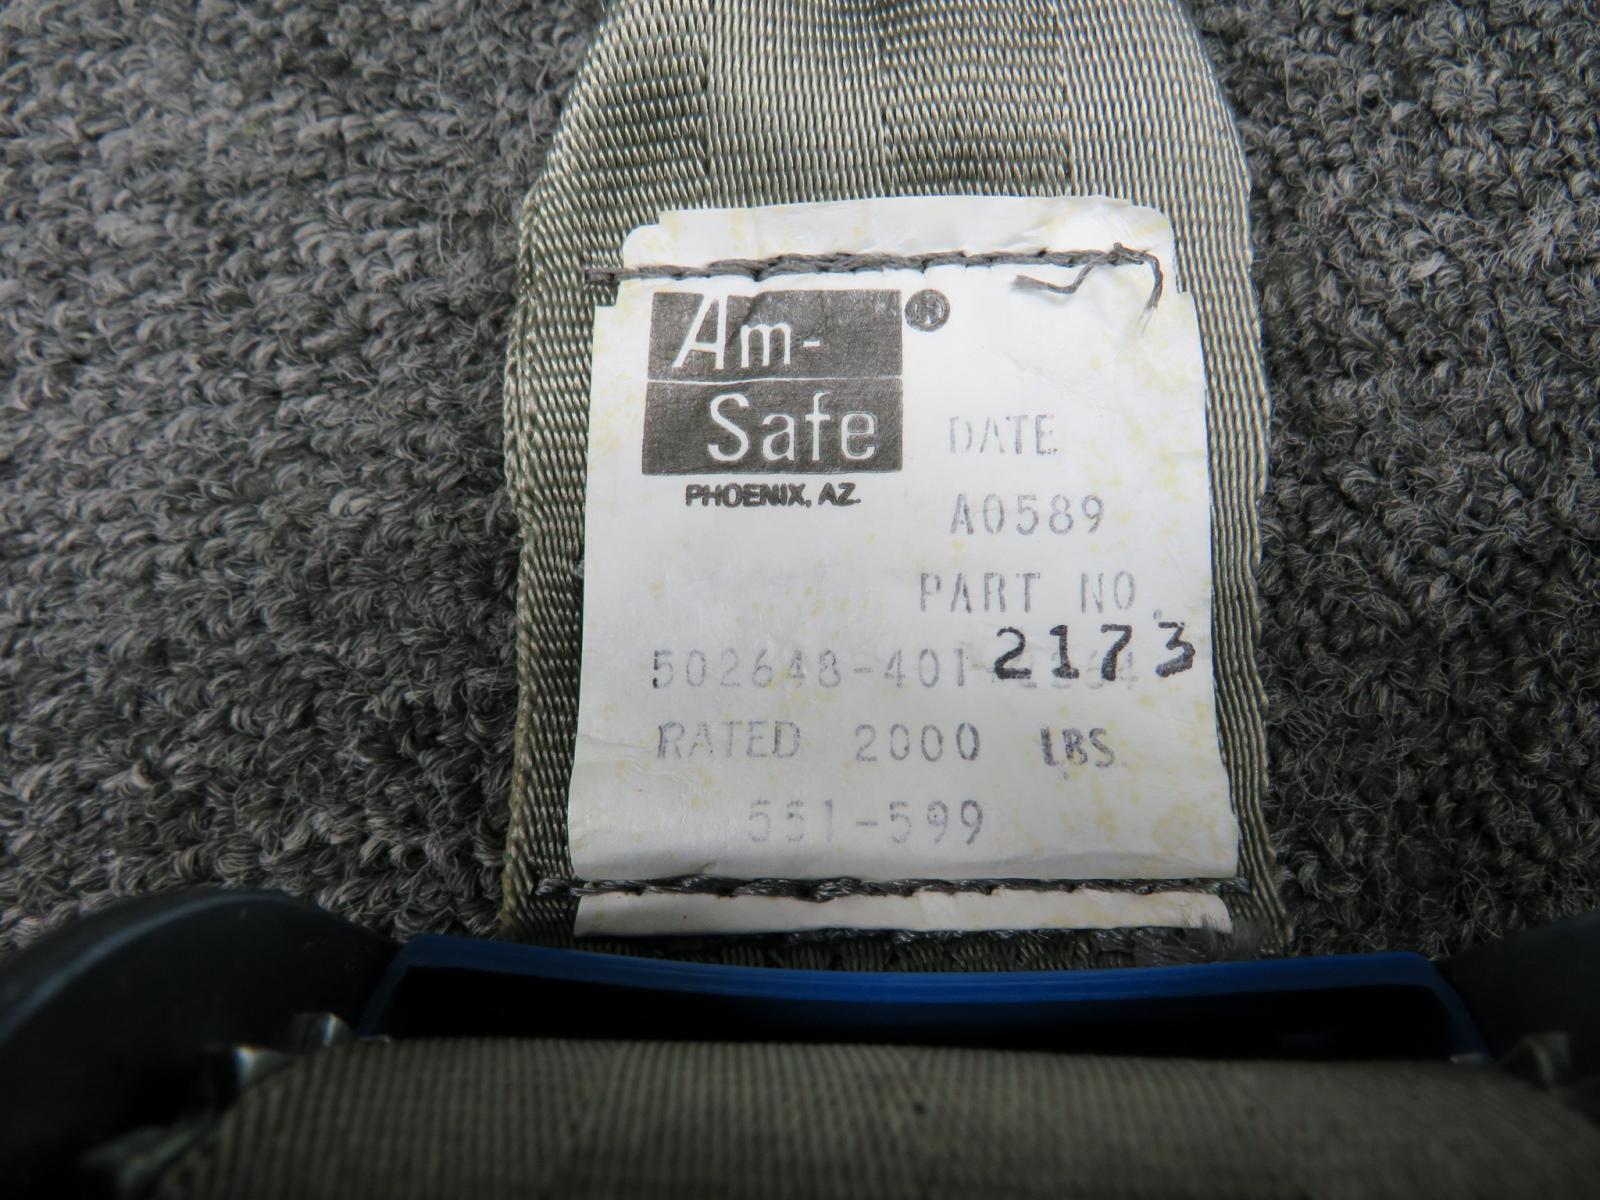 Am-
Safe
®
PHOENIX, AZ.
DATE
A0589
PART NO.
502648-401-2173
RATED 2000 LBS.
551-599